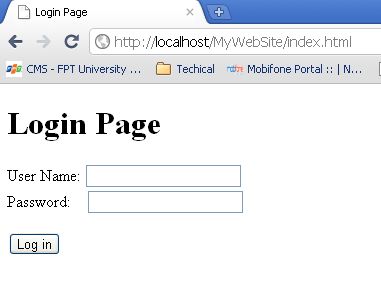 Login Page
http://localhost/MyWebSite/index.html
CMS - FPT University ... Techical Mobifone Portal :: | N...
Login Page
User Name:
Password:
Log in